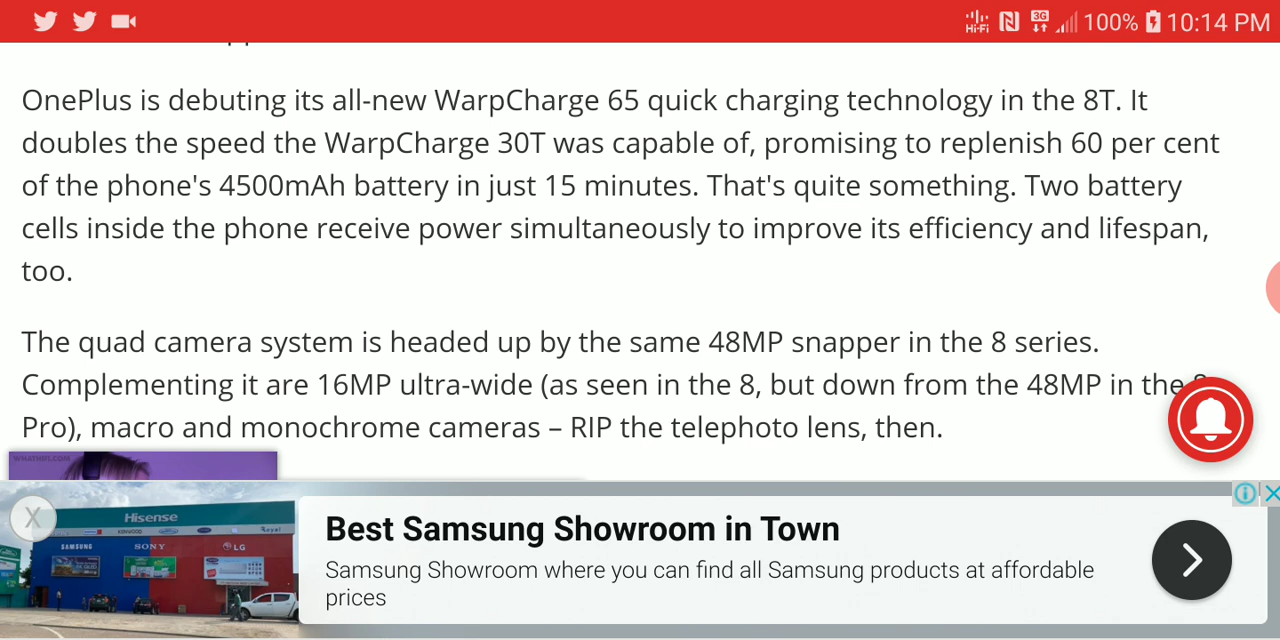 Hi-Fi 3G 100% 10:14 PM
OnePlus is debuting its all-new WarpCharge 65 quick charging technology in the 8T. It
doubles the speed the WarpCharge 30T was capable of, promising to replenish 60 per cent
of the phone's 4500mAh battery in just 15 minutes. That's quite something. Two battery
cells inside the phone receive power simultaneously to improve its efficiency and lifespan,
too.
The quad camera system is headed up by the same 48MP snapper in the 8 series.
Complementing it are 16MP ultra-wide (as seen in the 8, but down from the 48MP in the 8
Pro), macro and monochrome cameras – RIP the telephoto lens, then.
WHATHIFI.COM
X
Hisense
KENWOOD
Royal
SAMSUNG
SONY
LG
Best Samsung Showroom in Town
Samsung Showroom where you can find all Samsung products at affordable
prices